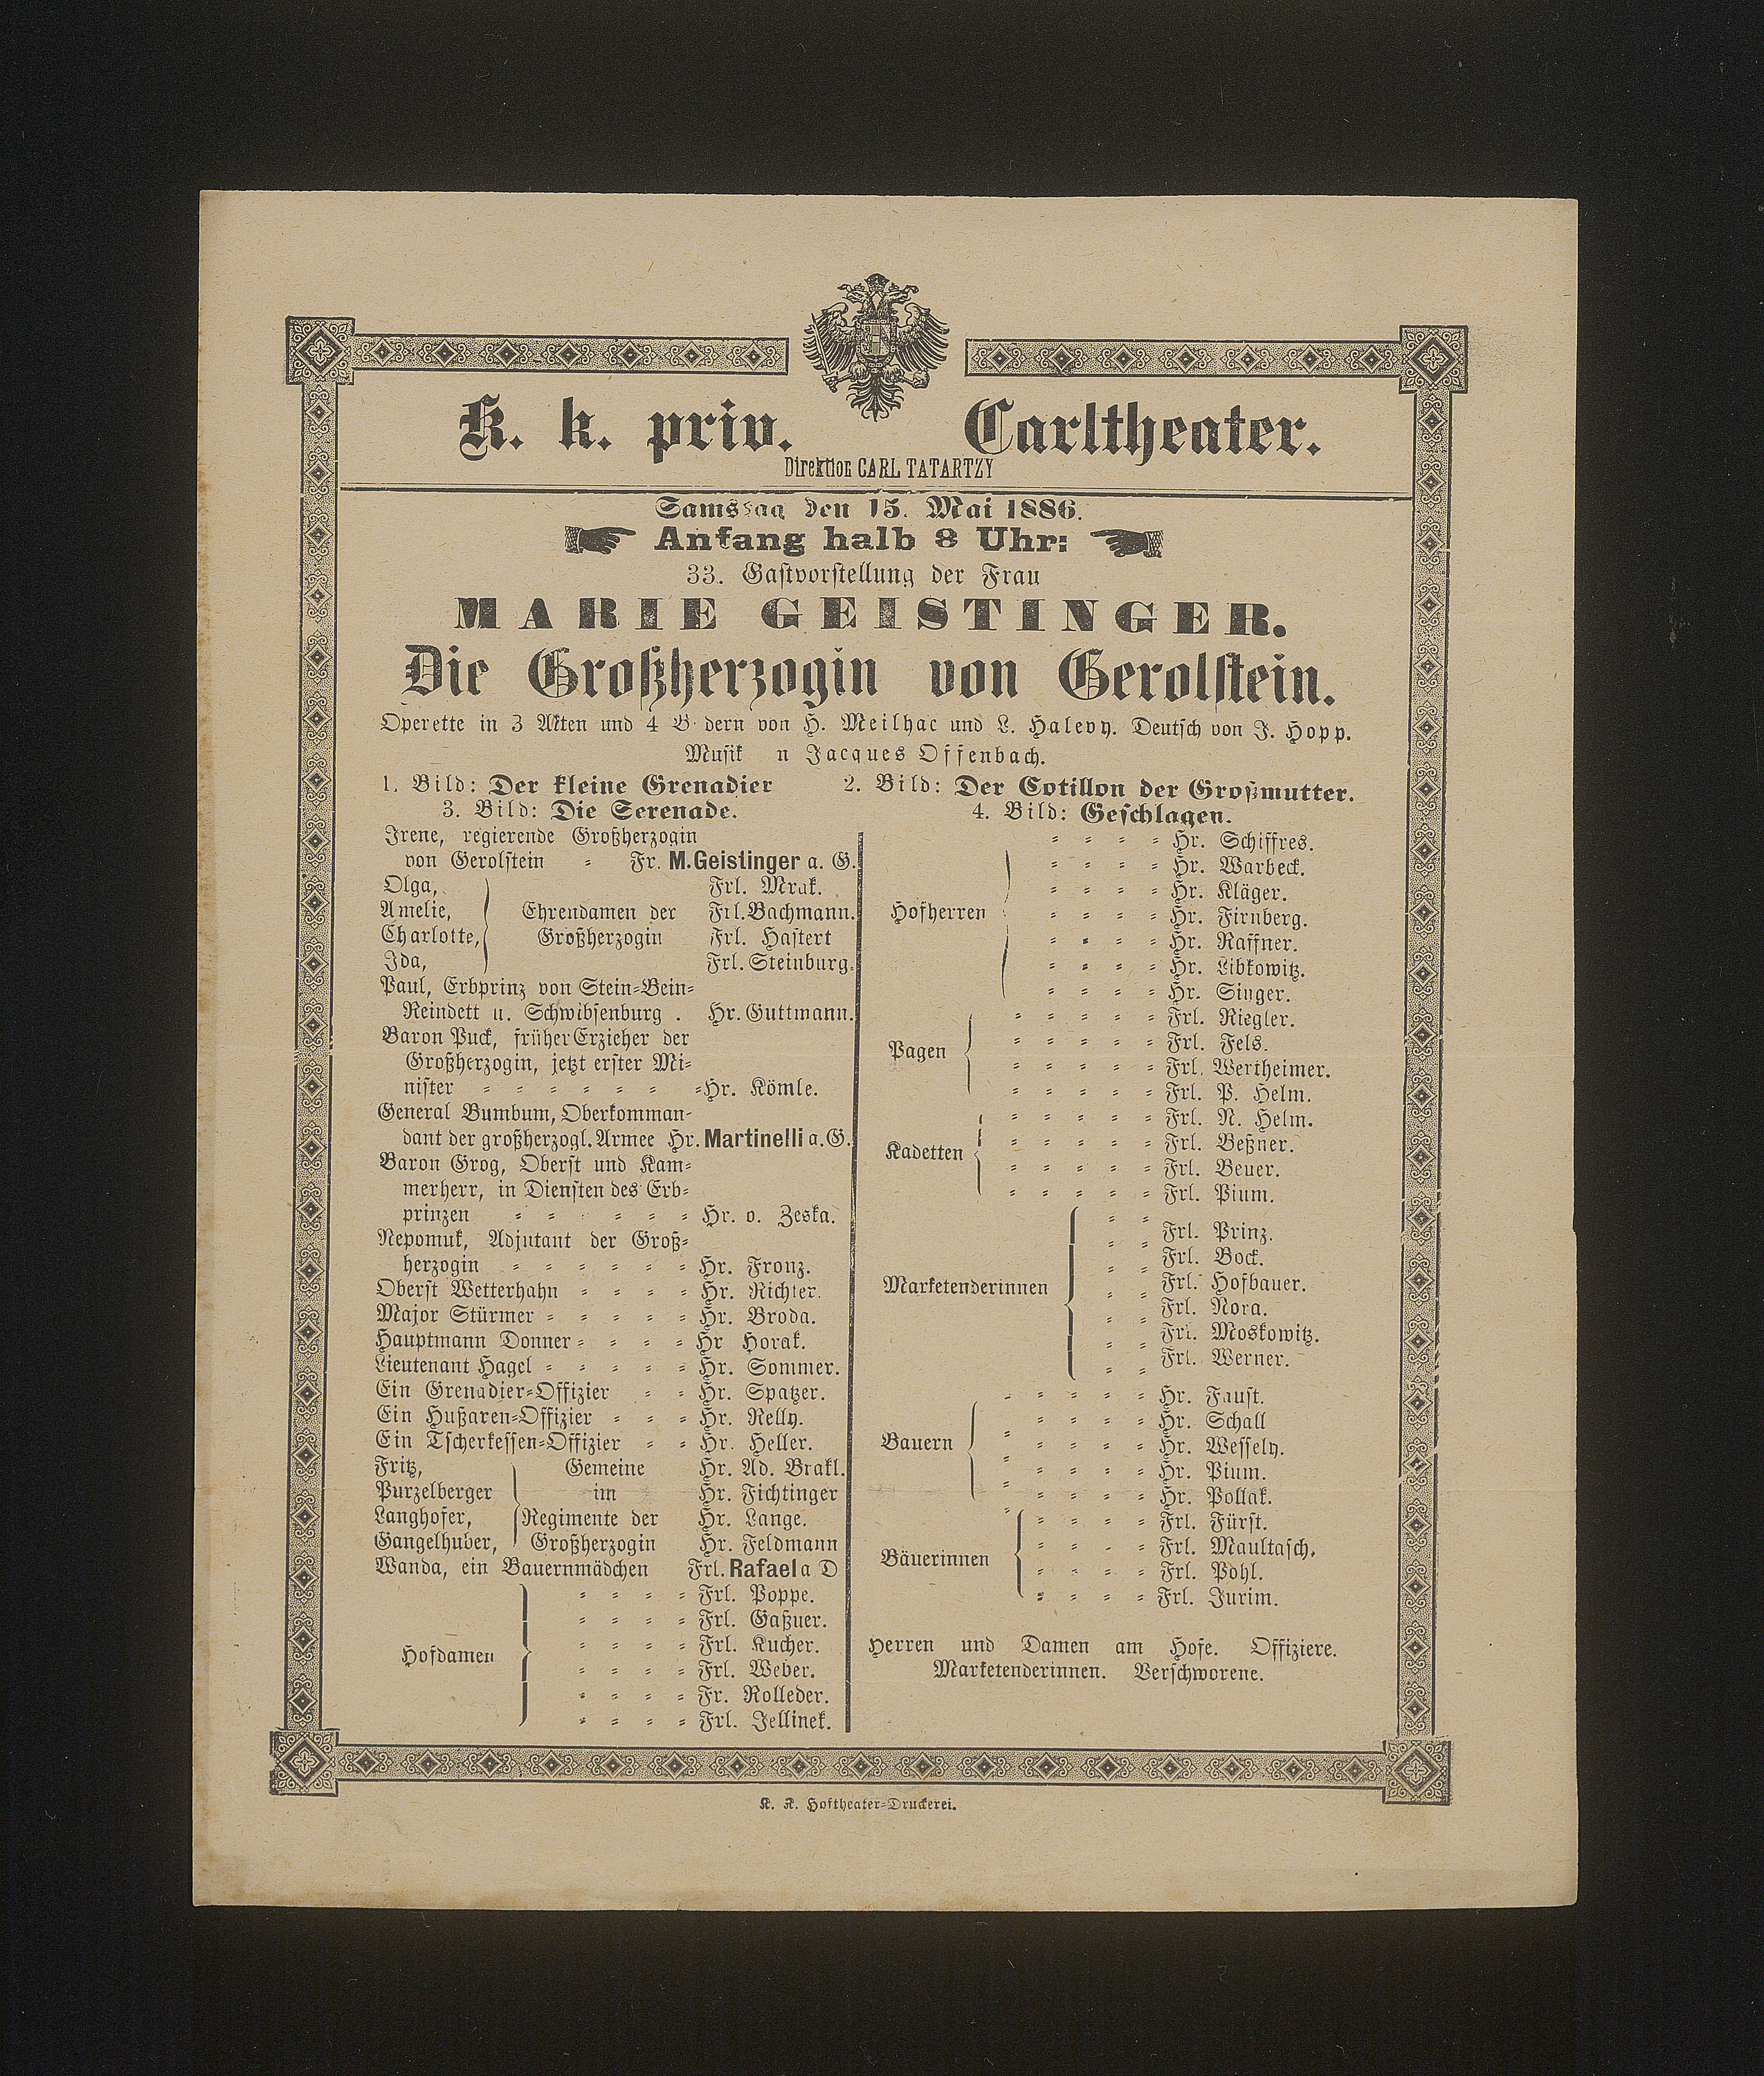 K. k. priv. Carltheater.
Direktion CARL TATARTZY
Samstag den 15. Mai 1886.
Anfang halb 8 Uhr:
33. Gastvorstellung der Frau
MARIE GEISTINGER.
Die Großherzogin von Gerolstein.
Operette in 3 Akten und 4 B dern von H. Meilhac und L. Halevy. Deutsch von J. Hopp.
Musik n Jacques Offenbach.
1. Bild: Der kleine Grenadier 2. Bild: Der Cotillon der Großmutter.
3. Bild: Die Serenade. 4. Bild: Geschlagen.
Irene, regierende Großherzogin
von Gerolstein - Fr. M. Geistinger a. G.
Olga, Frl. Mrak.
Amelie, Ehrendamen der Frl. Bachmann.
Charlotte, Großherzogin Frl. Hastert
Ida, Frl. Steinburg.
Paul, Erbprinz von Stein-Bein-
Reindett u. Schwibsenburg . Hr. Guttmann.
Baron Puck, früher Erzieher der
Großherzogin, jetzt erster Mi-
nister - - - - - - - Hr. Kömle.
General Bumbum, Oberkomman-
dant der großherzogl. Armee Hr. Martinelli a. G.
Baron Grog, Oberst und Kam-
merherr, in Diensten des Erb-
prinzen - - - - - - Hr. v. Zeska.
Nepomuk, Adjutant der Groß-
herzogin - - - - - - Hr. Fronz.
Oberst Wetterhahn - - - - Hr. Richter.
Major Stürmer - - - - - Hr. Broda.
Hauptmann Donner - - - - Hr Horak.
Lieutenant Hagel - - - - - Hr. Sommer.
Ein Grenadier-Offizier - - Hr. Spatzer.
Ein Hußaren-Offizier - - - Hr. Relly.
Ein Tscherkessen-Offizier - - Hr. Heller.
Fritz, Gemeine Hr. Ad. Brakl.
Purzelberger im Hr. Fichtinger
Langhofer, Regimente der Hr. Lange.
Gangelhuber, Großherzogin Hr. Feldmann
Wanda, ein Bauernmädchen Frl. Rafael a D
- - - - Frl. Poppe.
- - - - Frl. Gaßner.
- - - - Frl. Kucher.
Hofdamen
- - - - Frl. Weber.
- - - - Fr. Rolleder.
- - - - Frl. Jellinek.
- - - - Hr. Schiffres.
- - - - Hr. Warbeck.
- - - - Hr. Kläger.
Hofherren - - - - Hr. Firnberg.
- - - - Hr. Raffner.
- - - - Hr. Libkowitz.
- - - - Hr. Singer.
- - - - - Frl. Riegler.
- - - - - Frl. Fels.
Pagen
- - - - - Frl. Wertheimer.
- - - - - Frl. P. Helm.
- - - - - Frl. N. Helm.
- - - - - Frl. Beßner.
Kadetten
- - - - - Frl. Beuer.
- - - - - Frl. Pium.
- - Frl. Prinz.
- - Frl. Bock.
Marketenderinnen - - Frl. Hofbauer.
- - Frl. Nora.
- - Frl. Moskowitz.
- - Frl. Werner.
- - - - - Hr. Faust.
- - - - Hr. Schall
Bauern - - - - - Hr. Wessely.
- - - - - Hr. Pium.
- - - - - Hr. Pollak.
- - - - Frl. Fürst.
- - - - Frl. Maultasch.
Bäuerinnen
- - - - Frl. Pohl.
- - - - Frl. Jurim.
Herren und Damen am Hofe. Offiziere.
Marketenderinnen. Verschworene.
K. K. Hoftheater-Druckerei.